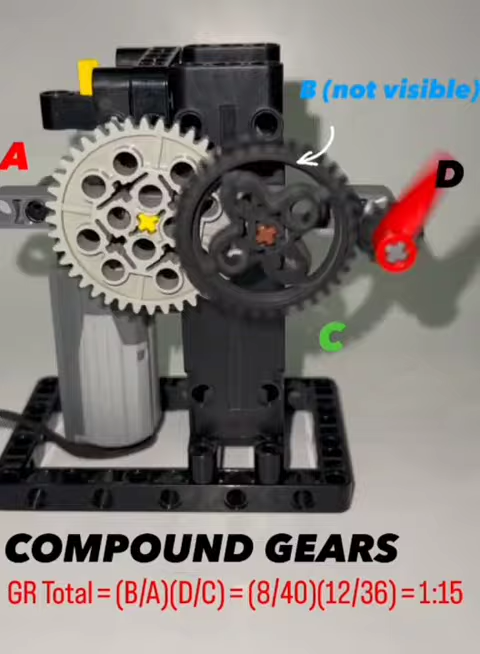 B (not visible)
A
D
C
COMPOUND GEARS
GR Total = (B/A)(D/C) = (8/40)(12/36) = 1:15